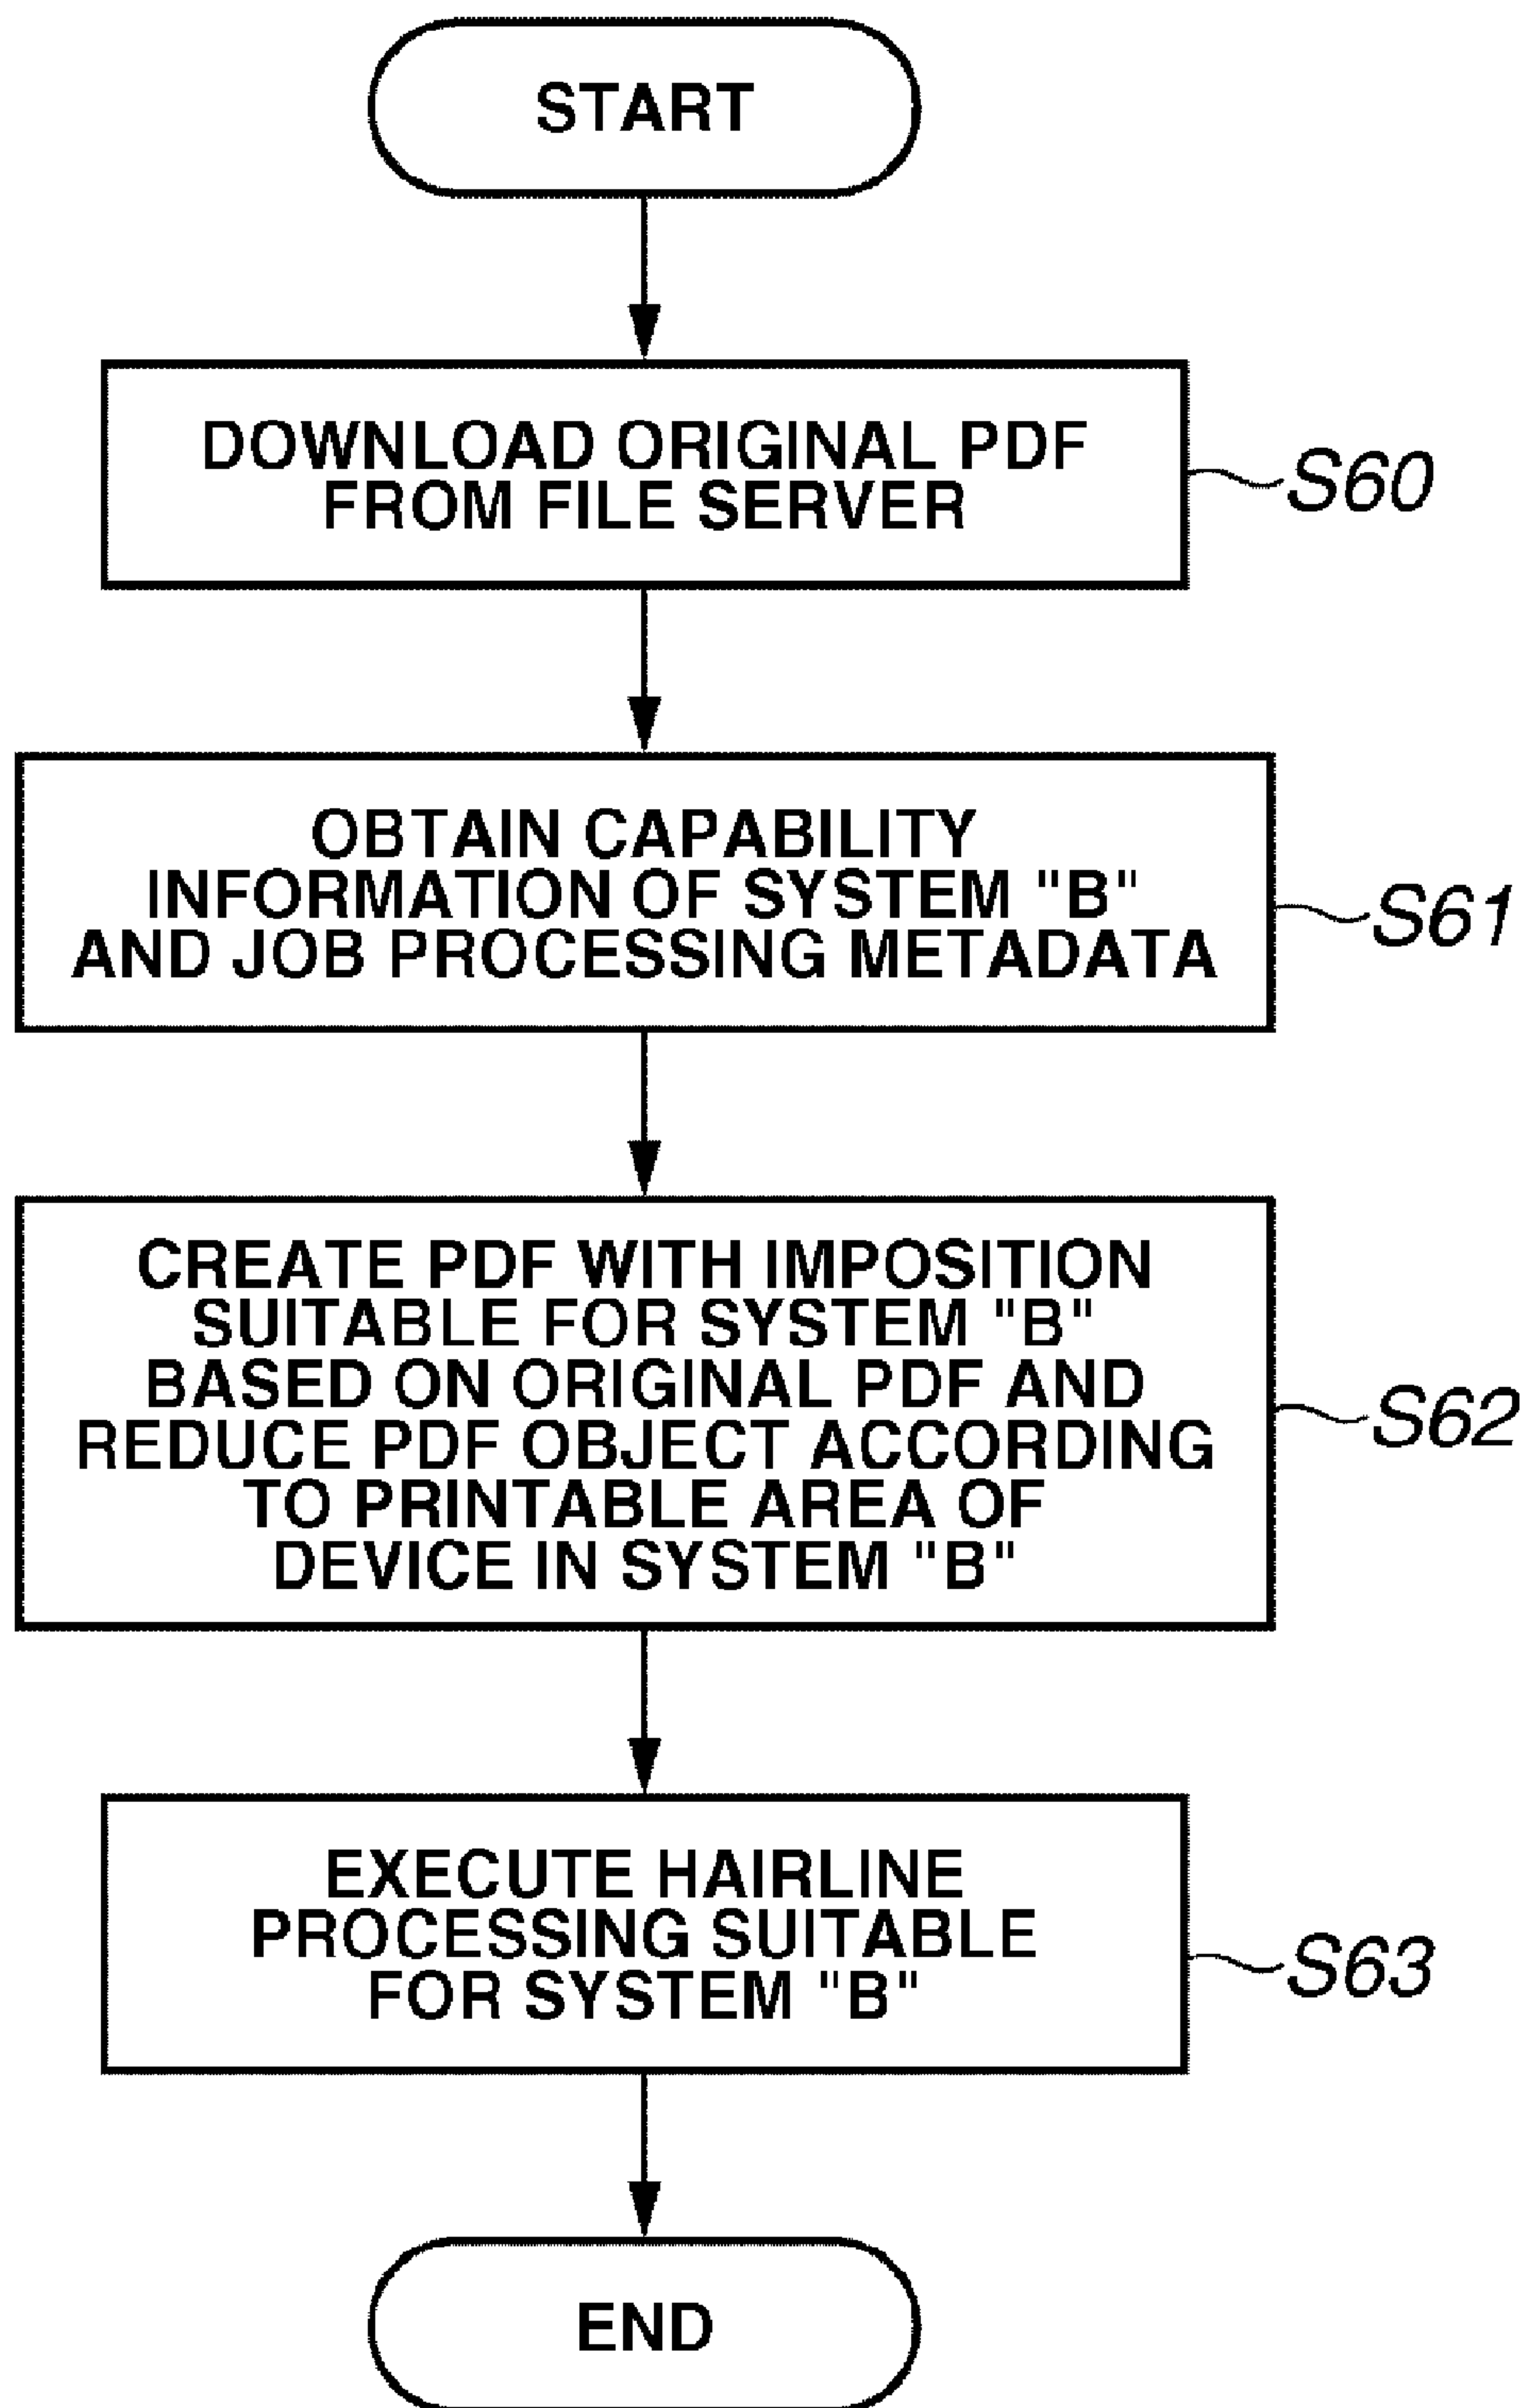 START
DOWNLOAD ORIGINAL PDF
FROM FILE SERVER
S60
OBTAIN CAPABILITY
INFORMATION OF SYSTEM "B"
AND JOB PROCESSING METADATA
S61
CREATE PDF WITH IMPOSITION
SUITABLE FOR SYSTEM "B"
BASED ON ORIGINAL PDF AND
REDUCE PDF OBJECT ACCORDING
TO PRINTABLE AREA OF
DEVICE IN SYSTEM "B"
S62
EXECUTE HAIRLINE
PROCESSING SUITABLE
FOR SYSTEM "B"
S63
END